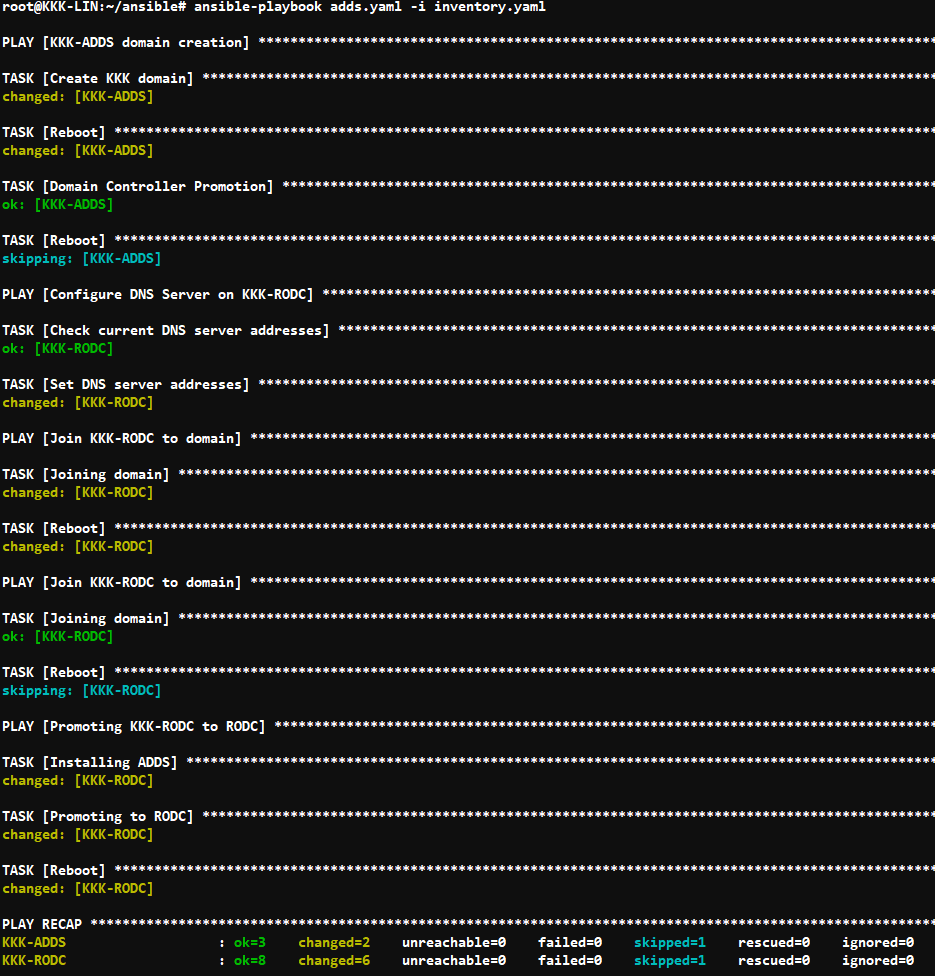 root@KKK-LIN:~/ansible# ansible-playbook adds.yaml -i inventory.yaml
PLAY [KKK-ADDS domain creation] *************************************************************************************
TASK [Create KKK domain] ********************************************************************************************
changed: [KKK-ADDS]
TASK [Reboot] *******************************************************************************************************
changed: [KKK-ADDS]
TASK [Domain Controller Promotion] **********************************************************************************
ok: [KKK-ADDS]
TASK [Reboot] *******************************************************************************************************
skipping: [KKK-ADDS]
PLAY [Configure DNS Server on KKK-RODC] *****************************************************************************
TASK [Check current DNS server addresses] ***************************************************************************
ok: [KKK-RODC]
TASK [Set DNS server addresses] *************************************************************************************
changed: [KKK-RODC]
PLAY [Join KKK-RODC to domain] **************************************************************************************
TASK [Joining domain] ***********************************************************************************************
changed: [KKK-RODC]
TASK [Reboot] *******************************************************************************************************
changed: [KKK-RODC]
PLAY [Join KKK-RODC to domain] **************************************************************************************
TASK [Joining domain] ***********************************************************************************************
ok: [KKK-RODC]
TASK [Reboot] *******************************************************************************************************
skipping: [KKK-RODC]
PLAY [Promoting KKK-RODC to RODC] ***********************************************************************************
TASK [Installing ADDS] **********************************************************************************************
changed: [KKK-RODC]
TASK [Promoting to RODC] ********************************************************************************************
changed: [KKK-RODC]
TASK [Reboot] *******************************************************************************************************
changed: [KKK-RODC]
PLAY RECAP **********************************************************************************************************
KKK-ADDS : ok=3 changed=2 unreachable=0 failed=0 skipped=1 rescued=0 ignored=0
KKK-RODC : ok=8 changed=6 unreachable=0 failed=0 skipped=1 rescued=0 ignored=0